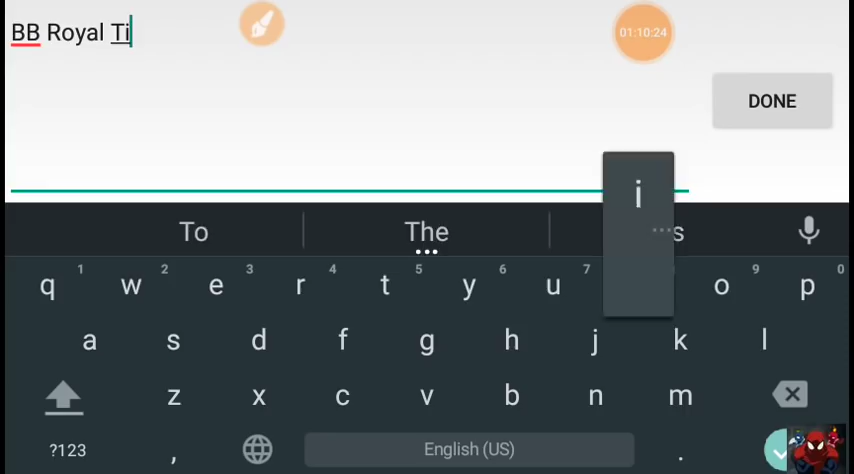 BB Royal Ti
01:10:24
DONE
i
To The s
q 1 w 2 e 3 r 4 t 5 y 6 u 7 o 9 p 0
a s d f g h j k l
z x c v b n m
?123 , English (US) .